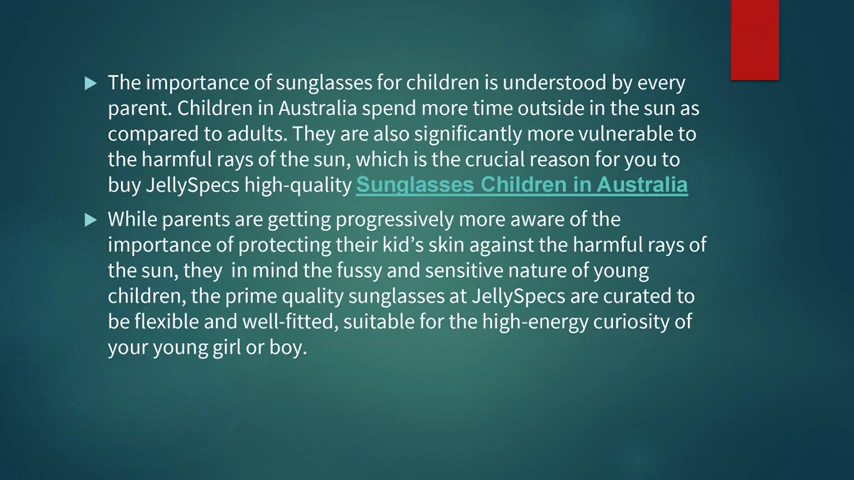 The importance of sunglasses for children is understood by every
parent. Children in Australia spend more time outside in the sun as
compared to adults. They are also significantly more vulnerable to
the harmful rays of the sun, which is the crucial reason for you to
buy JellySpecs high-quality Sunglasses Children in Australia
While parents are getting progressively more aware of the
importance of protecting their kid’s skin against the harmful rays of
the sun, they  in mind the fussy and sensitive nature of young
children, the prime quality sunglasses at JellySpecs are curated to
be flexible and well-fitted, suitable for the high-energy curiosity of
your young girl or boy.